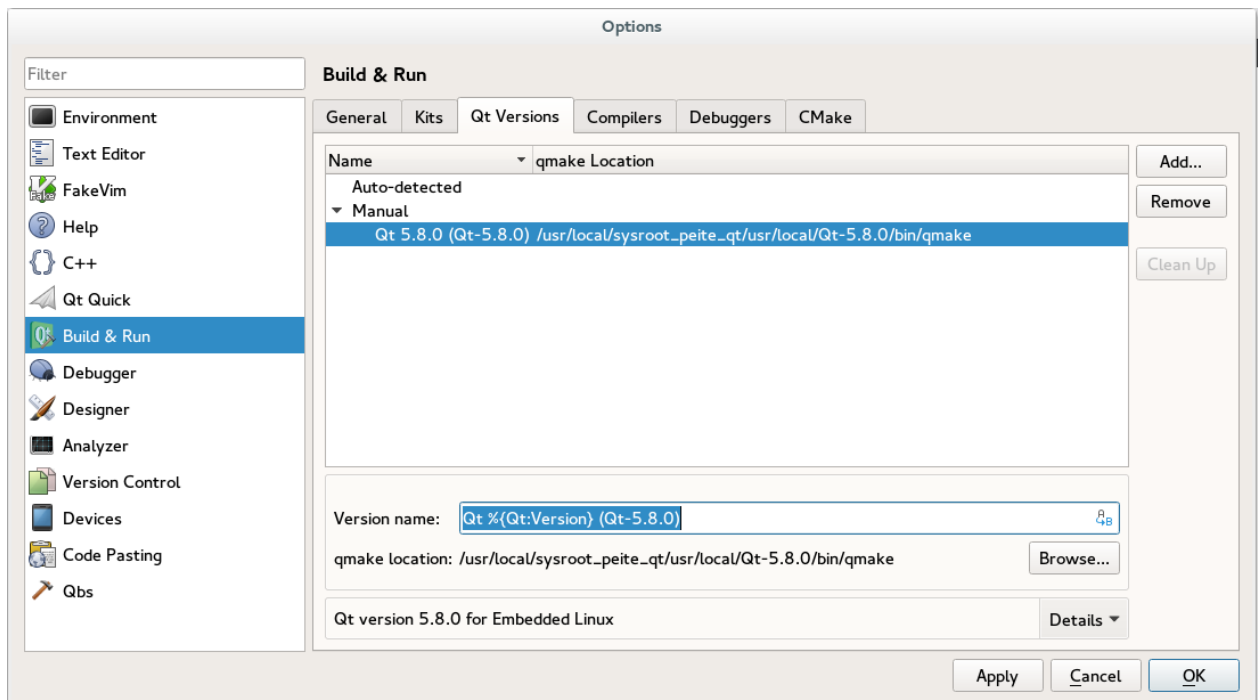 Options
Filter
Environment
Text Editor
FakeVim
Help
C++
Qt Quick
Build & Run
Debugger
Designer
Analyzer
Version Control
Devices
Code Pasting
Qbs
Build & Run
General Kits Qt Versions Compilers Debuggers CMake
Name qmake Location
Auto-detected
Manual
Qt 5.8.0 (Qt-5.8.0) /usr/local/sysroot_peite_qt/usr/local/Qt-5.8.0/bin/qmake
Add...
Remove
Clean Up
Version name: Qt %{Qt:Version} (Qt-5.8.0)
qmake location: /usr/local/sysroot_peite_qt/usr/local/Qt-5.8.0/bin/qmake Browse...
Qt version 5.8.0 for Embedded Linux Details
Apply Cancel OK